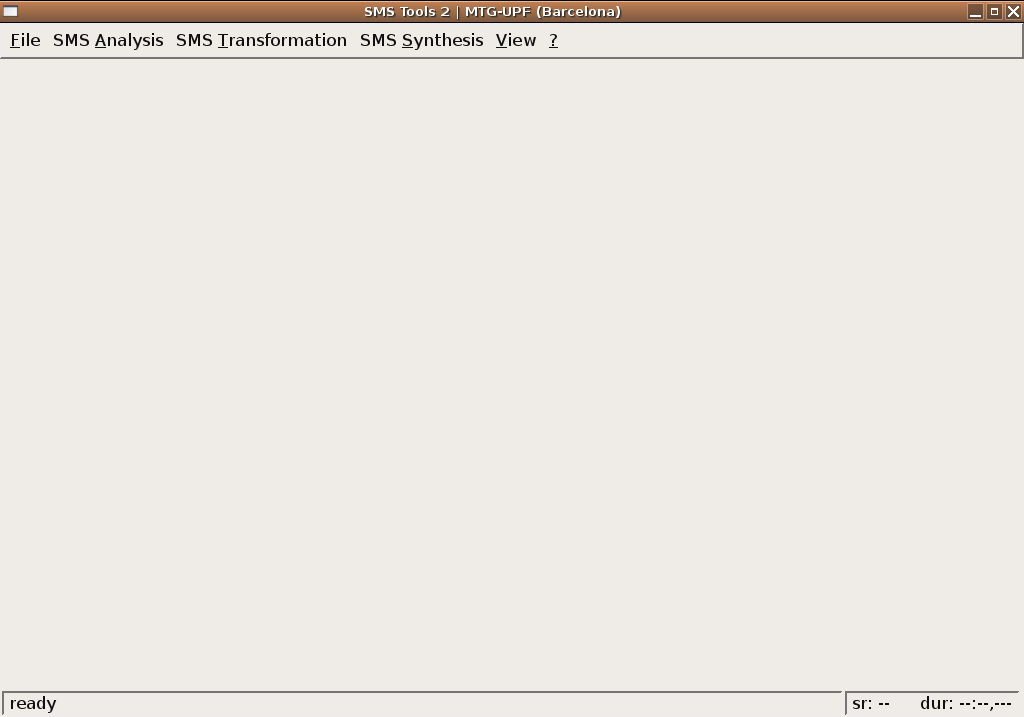 SMS Tools 2 | MTG-UPF (Barcelona)
File SMS Analysis SMS Transformation SMS Synthesis View ?
ready sr: -- dur: --:--,---